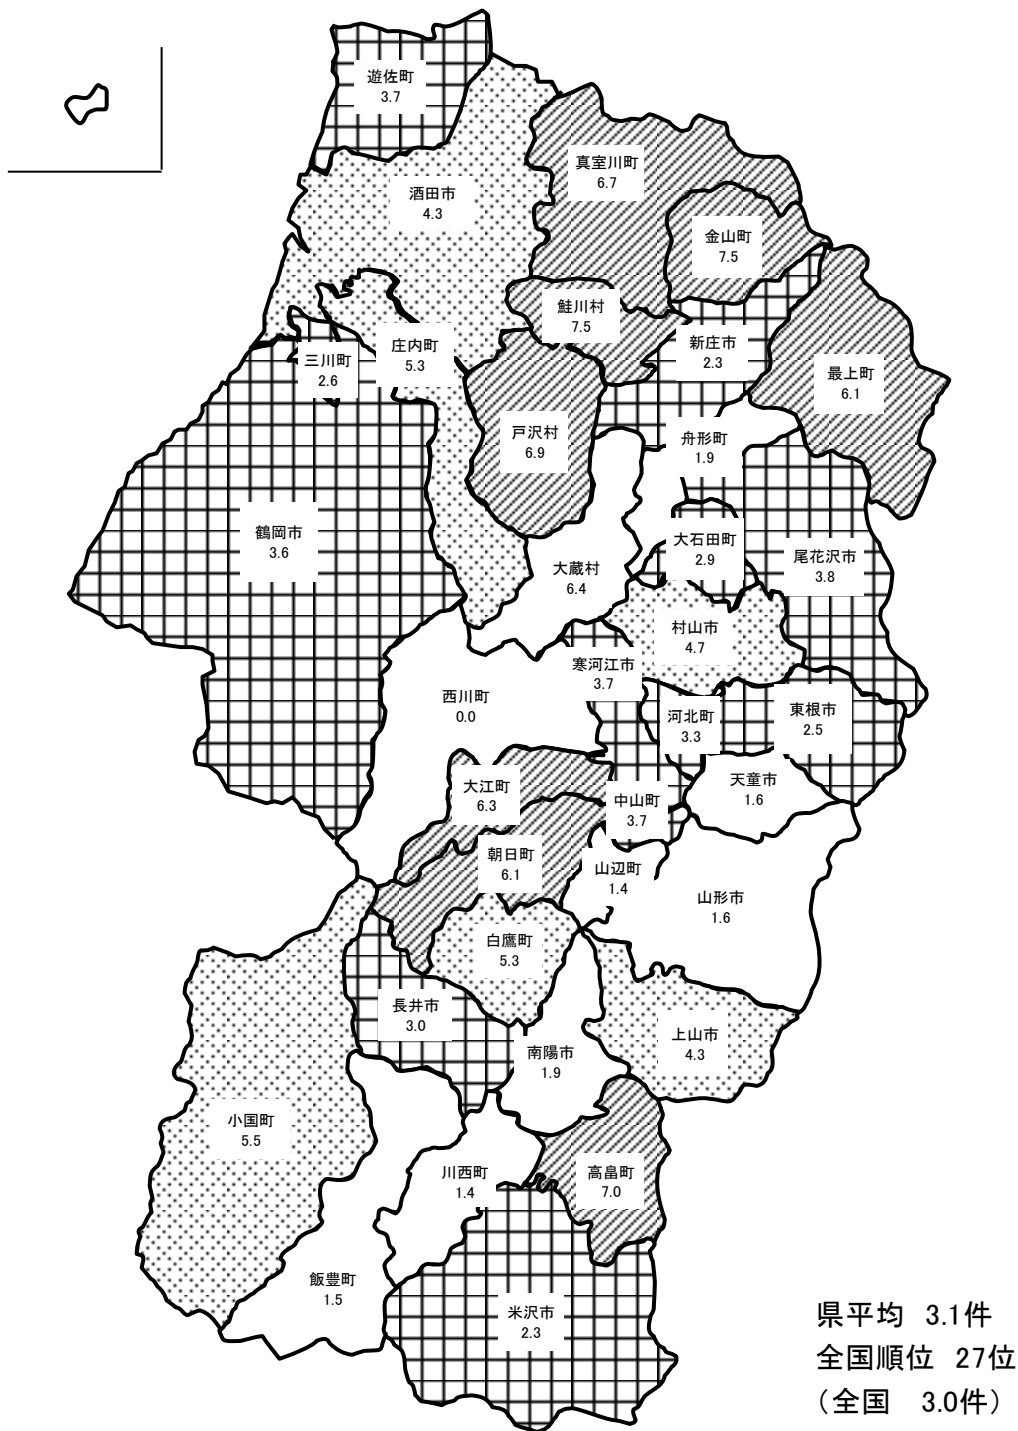 遊佐町
3.7
真室川町
6.7
酒田市
4.3
金山町
7.5
鮭川村
7.5
庄内町
5.3
新庄市
2.3
三川町
2.6
最上町
6.1
戸沢村
6.9
舟形町
1.9
鶴岡市
3.6
大石田町
2.9
尾花沢市
3.8
大蔵村
6.4
村山市
4.7
寒河江市
3.7
西川町
0.0
河北町
3.3
東根市
2.5
天童市
1.6
大江町
6.3
中山町
3.7
朝日町
6.1
山辺町
1.4
山形市
1.6
白鷹町
5.3
長井市
3.0
上山市
4.3
南陽市
1.9
小国町
5.5
川西町
1.4
高畠町
7.0
飯豊町
1.5
米沢市
2.3
県平均 3.1件
全国順位 27位
（全国 3.0件）